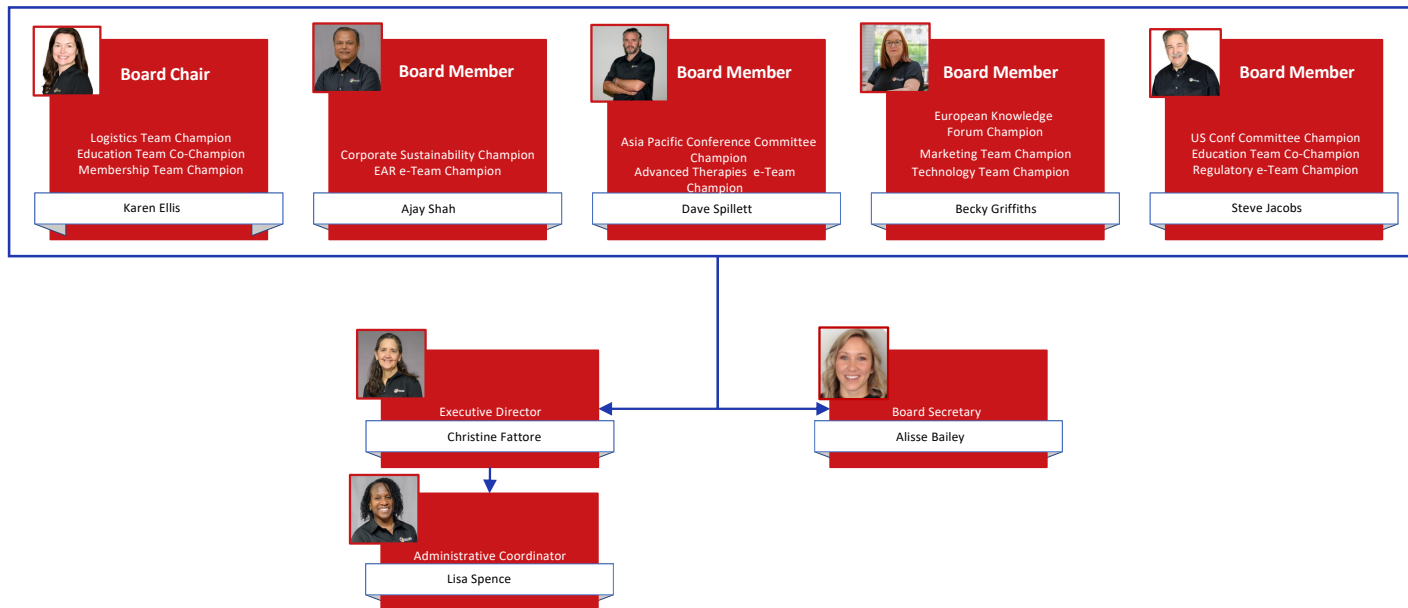 Board Chair
Logistics Team Champion
Education Team Co-Champion
Membership Team Champion
Karen Ellis
Board Member
Corporate Sustainability Champion
EAR e-Team Champion
Ajay Shah
Board Member
Asia Pacific Conference Committee
Champion
Advanced Therapies e-Team
Champion
Dave Spillett
Board Member
European Knowledge
Forum Champion
Marketing Team Champion
Technology Team Champion
Becky Griffiths
Board Member
US Conf Committee Champion
Education Team Co-Champion
Regulatory e-Team Champion
Steve Jacobs
Executive Director
Christine Fattore
Board Secretary
Alisse Bailey
Administrative Coordinator
Lisa Spence